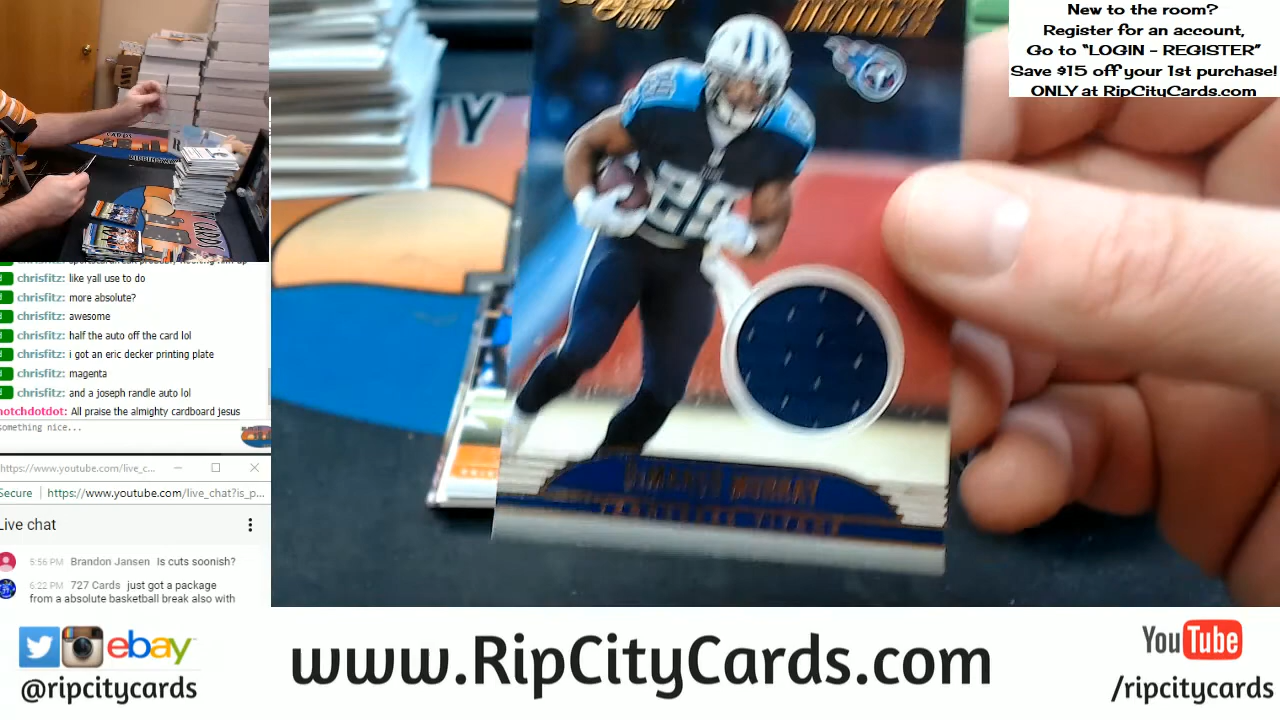 New to the room?
Register for an account,
Go to “LOGIN - REGISTER”
Save $15 off your 1st purchase!
ONLY at RipCityCards.com
chrisfitz: like yall use to do
chrisfitz: more absolute?
chrisfitz: awesome
chrisfitz: half the auto off the card lol
chrisfitz: i got an eric decker printing plate
chrisfitz: magenta
chrisfitz: and a joseph randle auto lol
notchdotdot: All praise the almighty cardboard jesus
something nice...
https://www.youtube.com/live_c...
Secure https://www.youtube.com/live_chat?is_p...
Live chat
5:56 PM Brandon Jansen Is cuts soonish?
6:22 PM 727 Cards just got a package
from a absolute basketball break also with
28
MURRAY
ebay
@ripcitycards
www.RipCityCards.com
YouTube
/ripcitycards